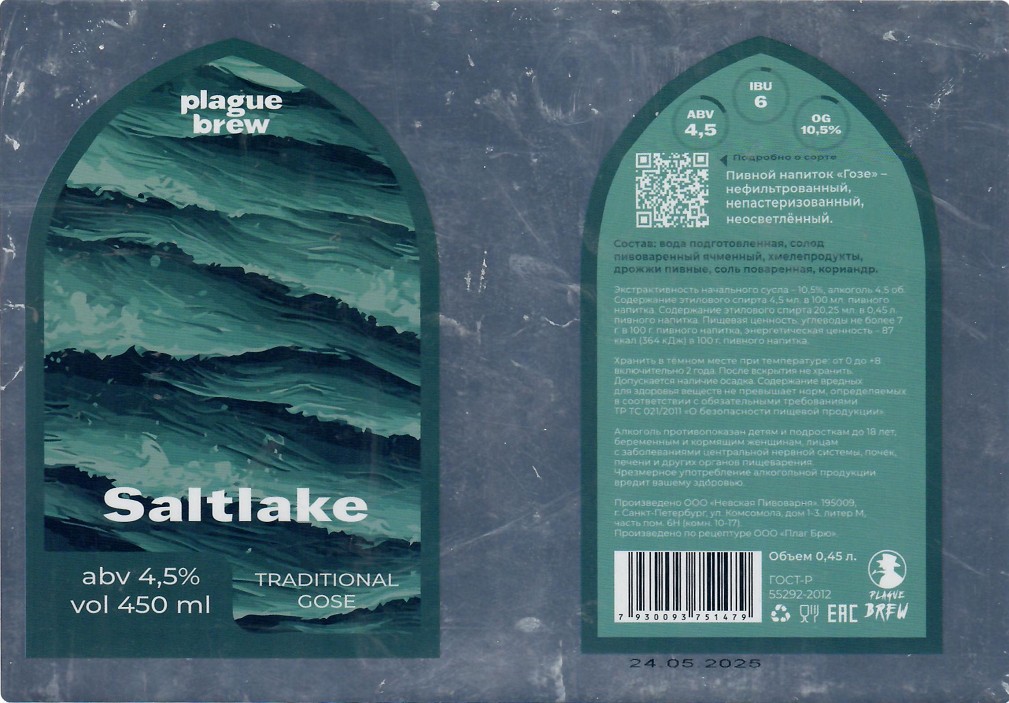 plague
brew
Saltlake
abv 4,5%
vol 450 ml
TRADITIONAL
GOSE
IBU
6
ABV
4,5
OG
10,5%
Подробно о сорте
Пивной напиток «Гозе» –
нефильтрованный,
непастеризованный,
неосветлённый.
Состав: вода подготовленная, солод
пивоваренный ячменный, хмелепродукты,
дрожжи пивные, соль поваренная, кориандр.
Экстрактивность начального сусла - 10,5%, алкоголь 4,5 об.
Содержание этилового спирта 4,5 мл. в 100 мл. пивного
напитка. Содержание этилового спирта 20,25 мл. в 0,45 л.
пивного напитка. Пищевая ценность: углеводы не более 7
г. в 100 г. пивного напитка, энергетическая ценность - 87
ккал (364 кДж) в 100 г. пивного напитка.
Хранить в тёмном месте при температуре: от 0 до +8
включительно 2 года. После вскрытия не хранить.
Допускается наличие осадка. Содержание вредных
для здоровья веществ не превышает норм, определяемых
в соответствии с обязательными требованиями
ТР ТС 021/2011 «О безопасности пищевой продукции»
Алкоголь противопоказан детям и подросткам до 18 лет,
беременным и кормящим женщинам, лицам
с заболеваниями центральной нервной системы, почек,
печени и других органов пищеварения.
Чрезмерное употребление алкогольной продукции
вредит вашему здоровью.
Произведено ООО «Невская Пивоварня». 195009,
г. Санкт-Петербург, ул. Комсомола, дом 1-3, литер М,
часть пом. 6Н (комн. 10-17).
Произведено по рецептуре ООО «Плаг Брю».
Объем 0,45 л.
ГОСТ-Р
55292-2012
EAC
PLAGUE
BREW
7 930093 751479
24.05.2025